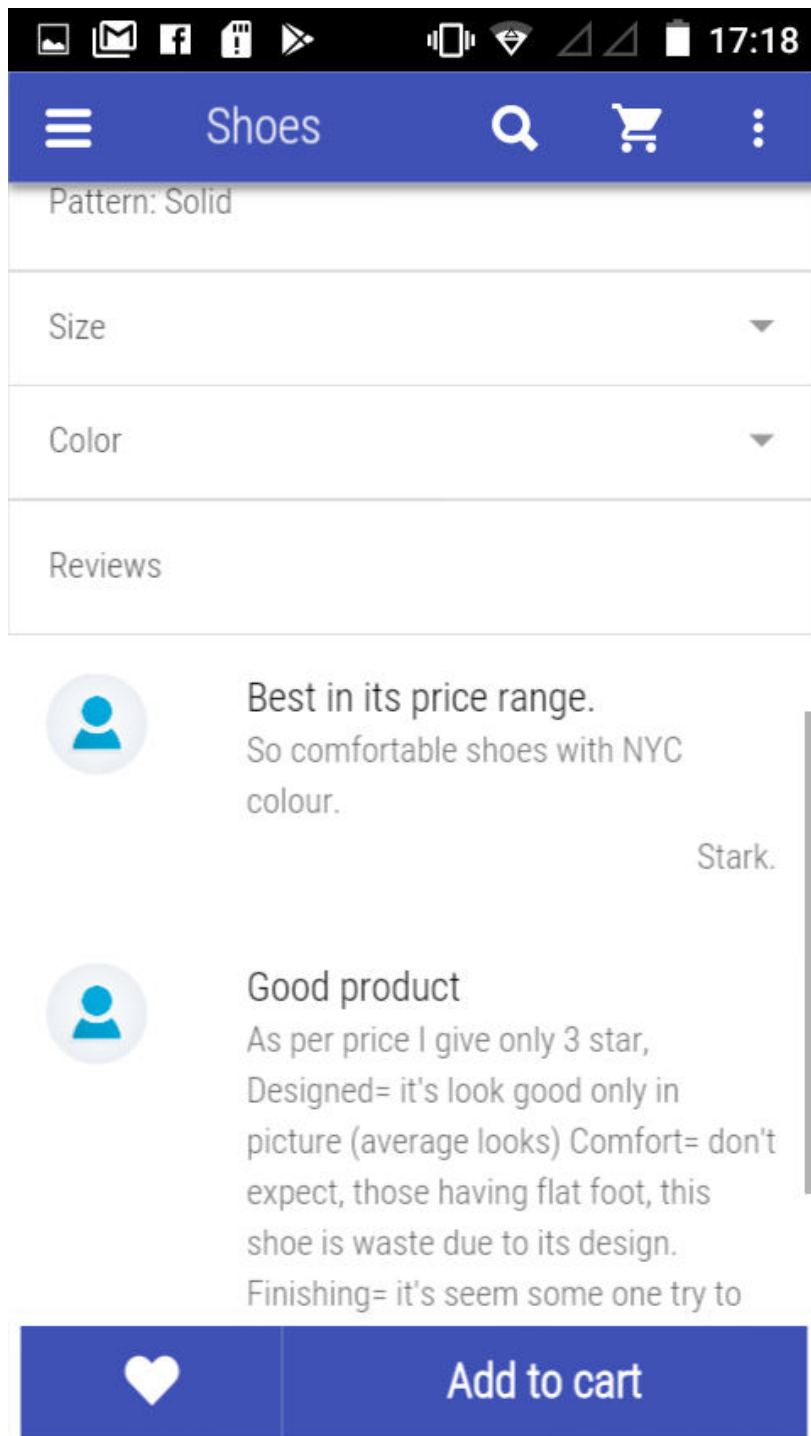 17:18
Shoes
Pattern: Solid
Size
Color
Reviews
Best in its price range.
So comfortable shoes with NYC
colour.
Stark.
Good product
As per price I give only 3 star,
Designed= it's look good only in
picture (average looks) Comfort= don't
expect, those having flat foot, this
shoe is waste due to its design.
Finishing= it's seem some one try to
Add to cart